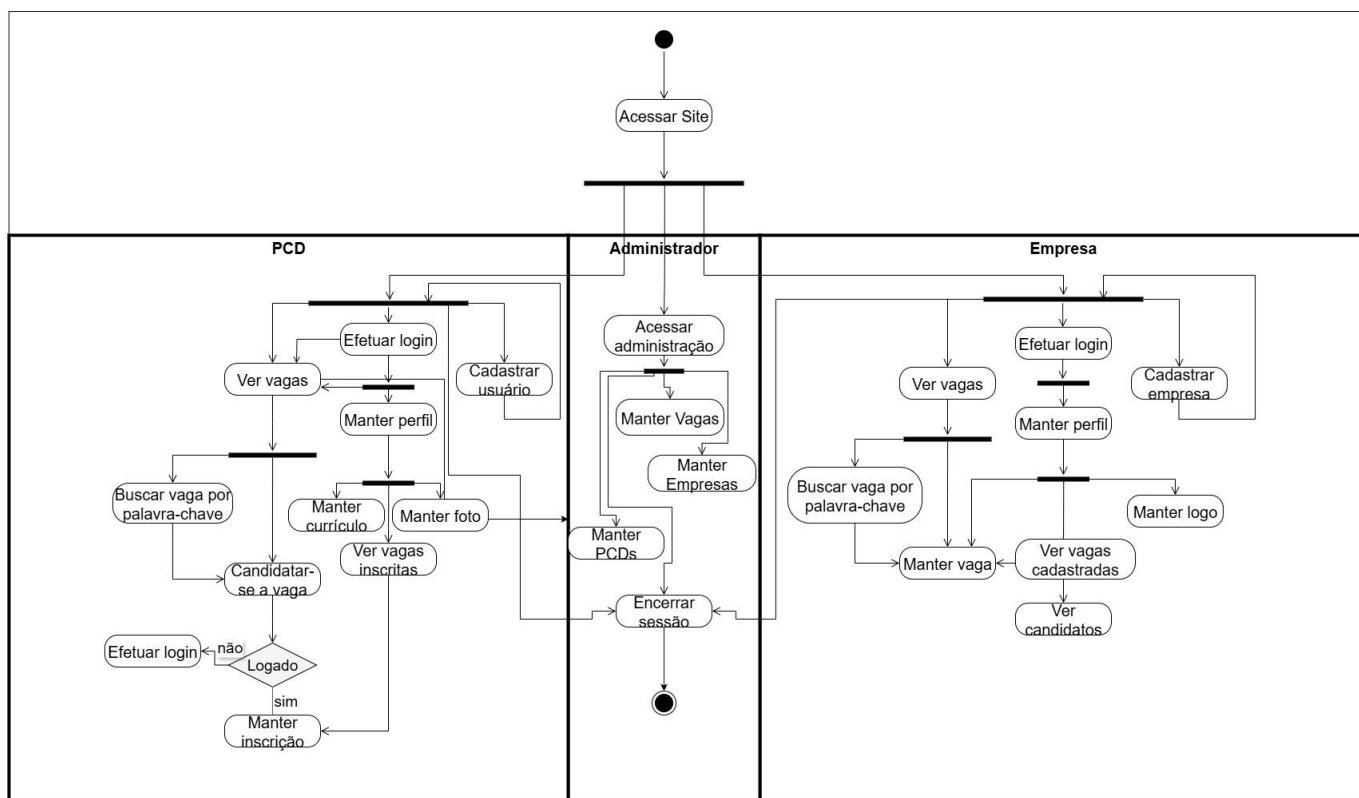 Acessar Site
PCD
Administrador
Empresa
Efetuar login
Ver vagas
Cadastrar
usuário
Manter perfil
Buscar vaga por
palavra-chave
Manter
currículo
Manter foto
Ver vagas
inscritas
Candidatar-
se a vaga
Efetuar login
não
Logado
sim
Manter
inscrição
Acessar
administração
Manter Vagas
Manter
Empresas
Manter
PCDs
Encerrar
sessão
Efetuar login
Ver vagas
Cadastrar
empresa
Manter perfil
Buscar vaga por
palavra-chave
Manter logo
Manter vaga
Ver vagas
cadastradas
Ver
candidatos